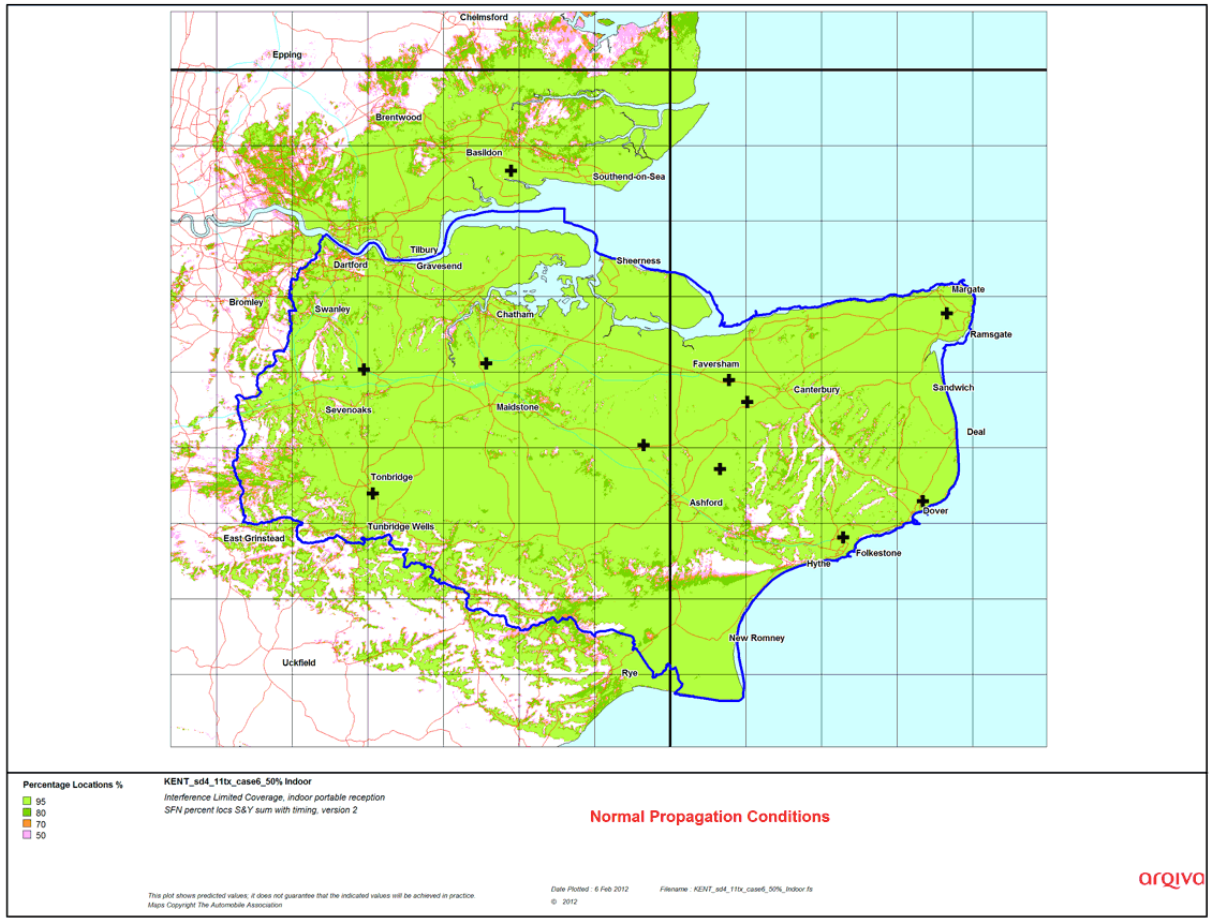 Chelmsford
Epping
Brentwood
Basildon
Southend-on-Sea
Tilbury
Gravesend
Dartford
Sheerness
Margate
Bromley
Swanley
Chatham
Ramsgate
Faversham
Canterbury
Sandwich
Sevenoaks
Maidstone
Deal
Tonbridge
Ashford
Dover
Tunbridge Wells
East Grinstead
Folkestone
Hythe
New Romney
Uckfield
Rye
Percentage Locations %
95
80
70
50
KENT_sd4_11tx_case6_50% Indoor
Interference Limited Coverage, indoor portable reception
SFN percent locs S&Y sum with timing, version 2
Normal Propagation Conditions
This plot shows predicted values; it does not guarantee that the indicated values will be achieved in practice.
Maps Copyright The Automobile Association
Date Plotted : 6 Feb 2012
Filename : KENT_sd4_11tx_case6_50%_Indoor.fs
© 2012
arqiva